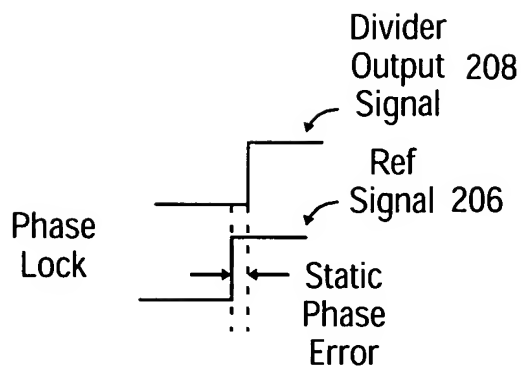 Divider
Output 208
Signal
Ref
Signal 206
Phase
Lock
Static
Phase
Error